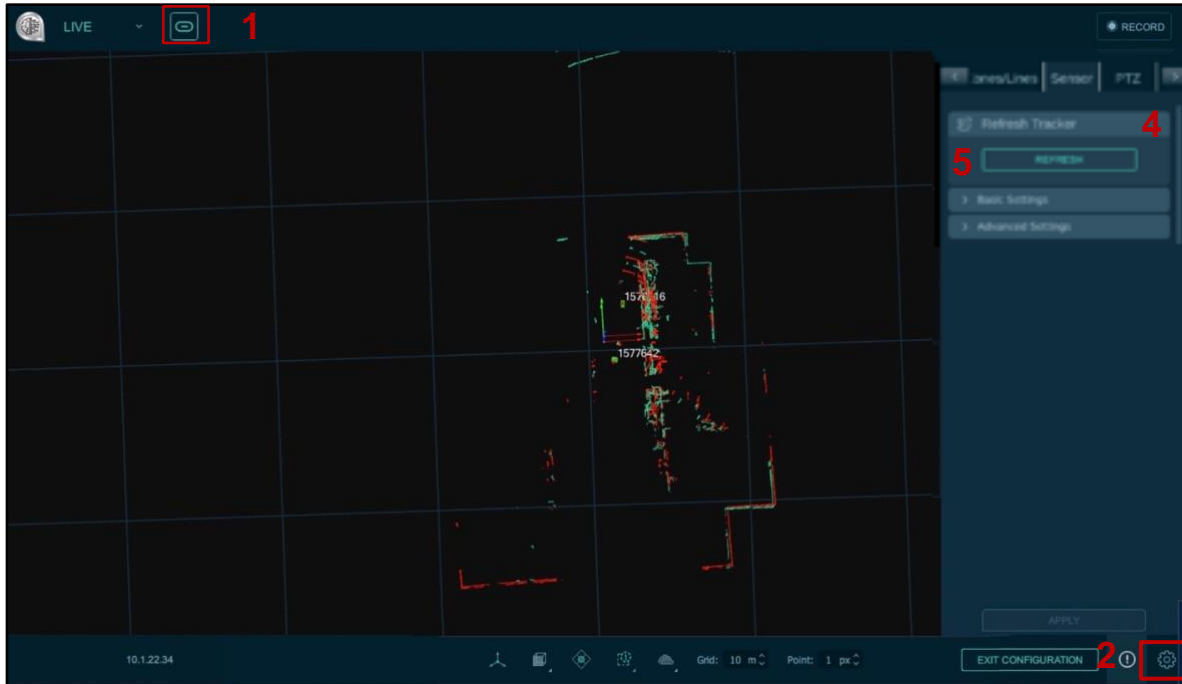 LIVE
1
RECORD
ones/Lines
Sensor
PTZ
Refresh Tracker
4
5
REFRESH
Basic Settings
Advanced Settings
1577642
APPLY
10.1.22.34
Grid: 10 m
Point: 1 px
EXIT CONFIGURATION
2